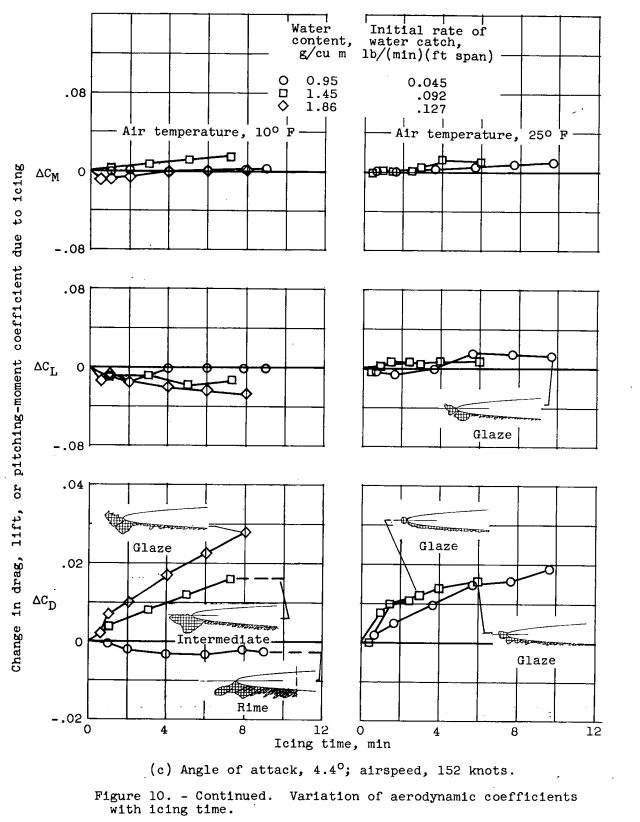 Water Initial rate of
content, water catch,
g/cu m lb/(min)(ft span)
○ 0.95 0.045
□ 1.45 .092
◇ 1.86 .127
Air temperature, 10° F
Air temperature, 25° F
.08
ΔC_M 0
-.08
.08
ΔC_L 0
-.08
Glaze
.04
Glaze
.02
Glaze
ΔC_D
Intermediate
0
Glaze
Rime
-.02
0 4 8 12 0 4 8 12
Icing time, min
Change in drag, lift, or pitching-moment coefficient due to icing
(c) Angle of attack, 4.4°; airspeed, 152 knots.
Figure 10. - Continued. Variation of aerodynamic coefficients
with icing time.